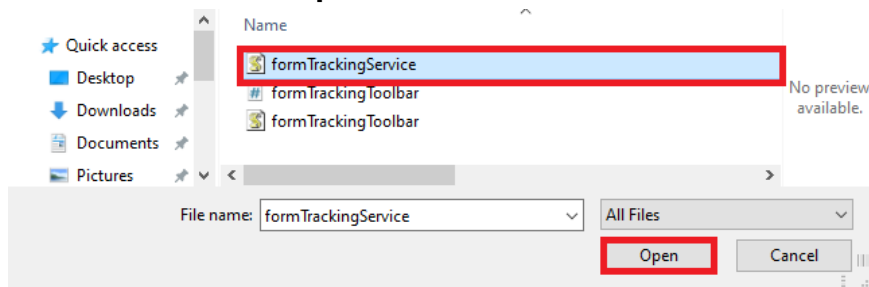 Name
Quick access
formTrackingService
Desktop
formTrackingToolbar
No preview
available.
Downloads
formTrackingToolbar
Documents
Pictures
File name: formTrackingService All Files
Open Cancel